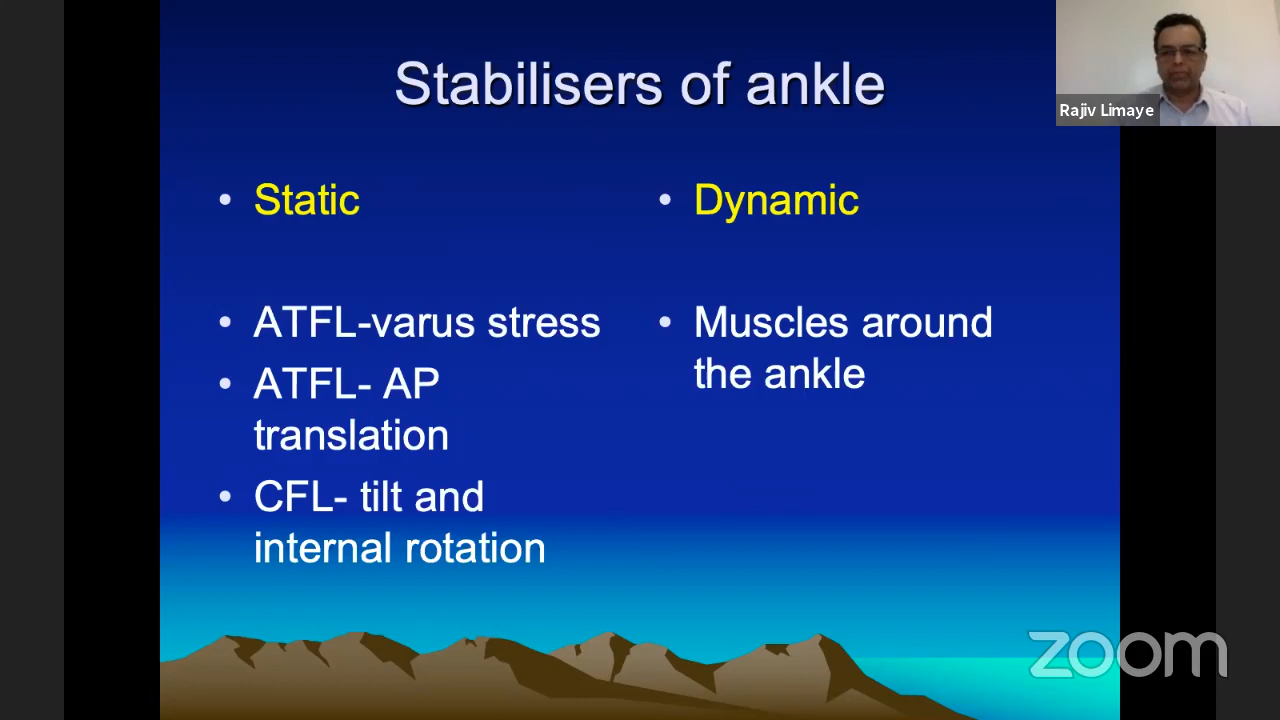 Stabilisers of ankle
• Static
• ATFL-varus stress
• ATFL- AP
translation
• CFL- tilt and
internal rotation
• Dynamic
• Muscles around
the ankle
Rajiv Limaye
zoom